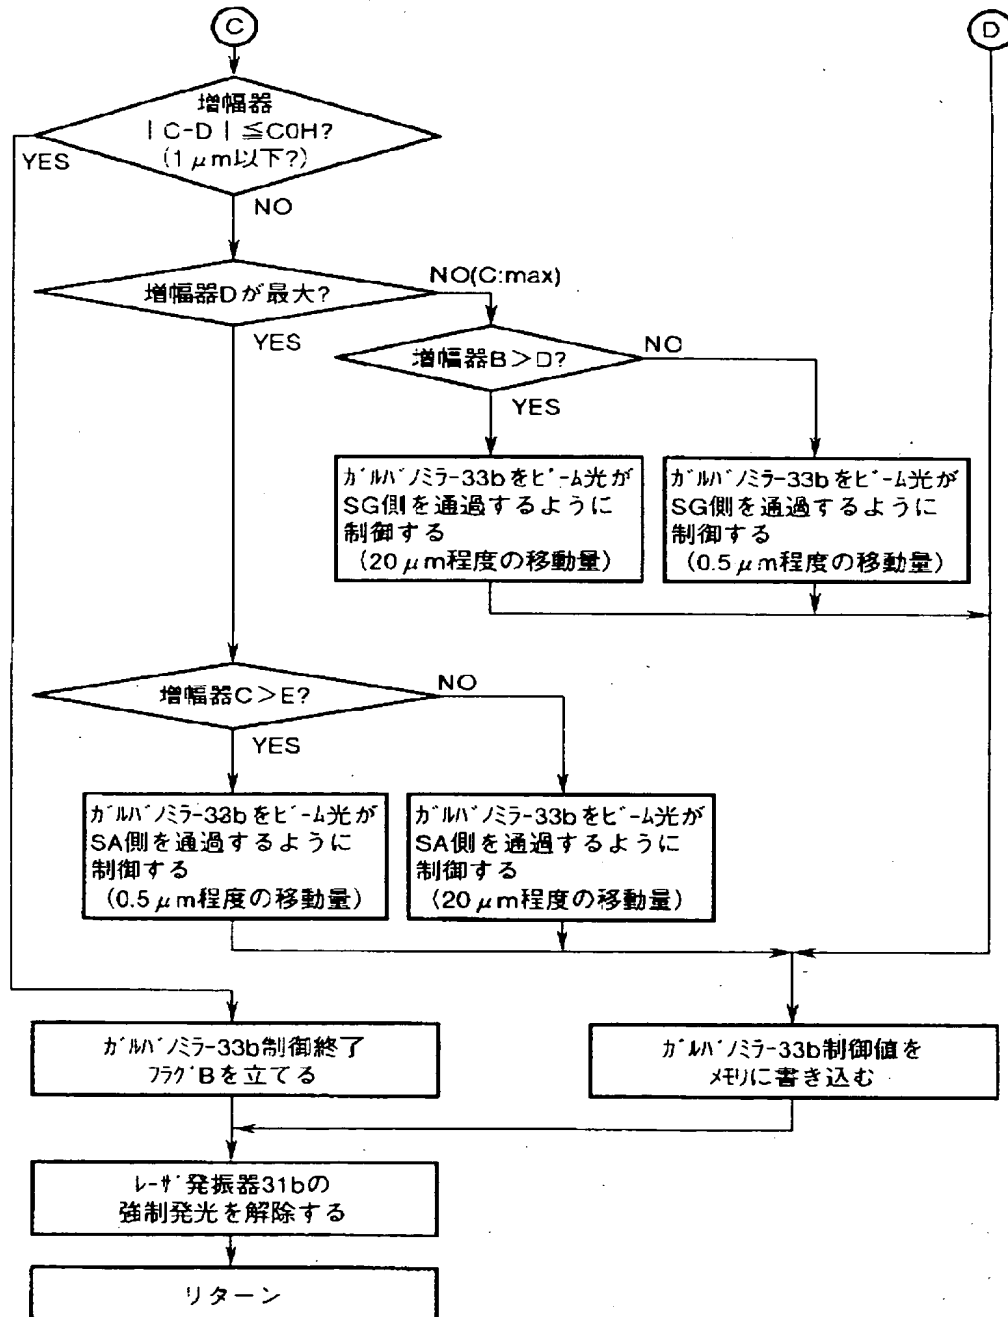 C
D
増幅器
|C-D|≦C0H?
(1μm以下?)
YES
NO
増幅器Dが最大?
NO(C:max)
YES
増幅器B>D?
NO
YES
ガルバノミラー33bをビーム光が
SG側を通過するように
制御する
(20μm程度の移動量)
ガルバノミラー33bをビーム光が
SG側を通過するように
制御する
(0.5μm程度の移動量)
増幅器C>E?
NO
YES
ガルバノミラー33bをビーム光が
SA側を通過するように
制御する
(0.5μm程度の移動量)
ガルバノミラー33bをビーム光が
SA側を通過するように
制御する
(20μm程度の移動量)
ガルバノミラー33b制御終了
フラグBを立てる
ガルバノミラー33b制御値を
メモリに書き込む
レーザ発振器31bの
強制発光を解除する
リターン